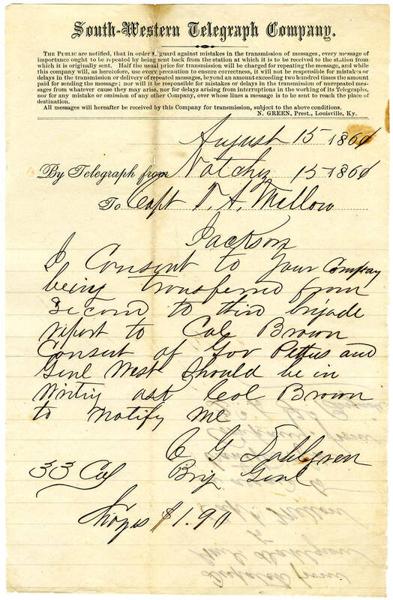 South-Western Telegraph Company.
THE PUBLIC are notified, that in order to guard against mistakes in the transmission of messages, every message of
importance ought to be repeated by being sent back from the station at which it is to be received to the station from
which it is originally sent. Half the usual price for transmission will be charged for repeating the message, and while
this company will, as heretofore, use every precaution to ensure correctness, it will not be responsible for mistakes or
delays in the transmission or delivery of repeated messages, beyond an amount exceeding two hundred times the amount
paid for sending the message; nor will it be responsible for mistakes or delays in the transmission of unrepeated mess-
ages from whatever cause they may arise, nor for delays arising from interruptions in the working of its Telegraphs,
nor for any mistake or omission of any other Company, over whose lines a message is to be sent to reach the place of
destination.
All messages will hereafter be received by this Company for transmission, subject to the above conditions.
N. GREEN, Prest., Louisville, Ky.
August 15 186
By Telegraph from Natchz 15 186
To Capt T. A. Mellow
Jackson
I Consent to your Company
being transferred from
Second to third brigade
report to Col Brown
Consent of Gov Pettus and
Genl West should be in
writing ask Col Brown
to notify me
C G Dahlgren
Brig Genl
33 Col
$1.90